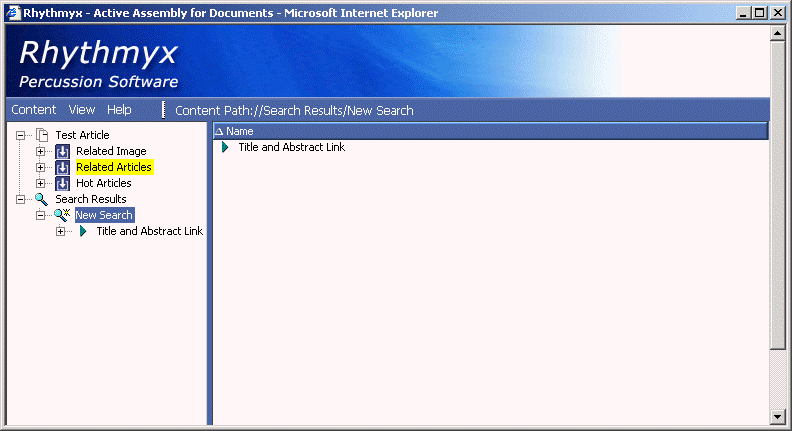 Rhythmyx - Active Assembly for Documents - Microsoft Internet Explorer
Rhythmyx
Percussion Software
Content View Help Content Path://Search Results/New Search
Test Article
Related Image
Related Articles
Hot Articles
Search Results
New Search
Title and Abstract Link
Name
Title and Abstract Link